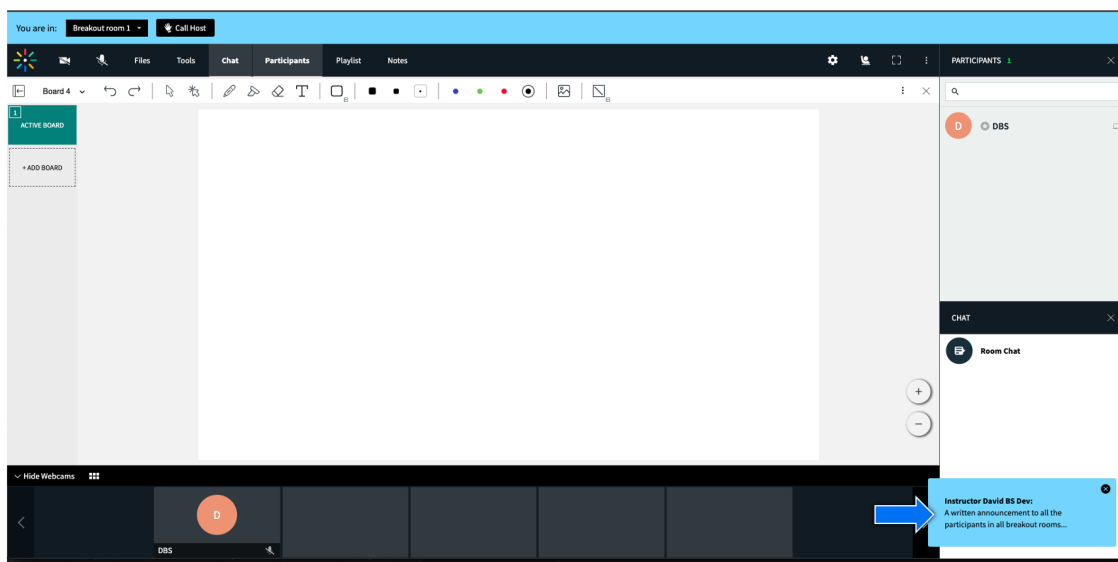 You are in: Breakout room 1 Call Host
Files Tools Chat Participants Playlist Notes
PARTICIPANTS 1
Board 4
T
B
B
1
ACTIVE BOARD
D DBS
+ ADD BOARD
CHAT
Room Chat
Hide Webcams
D
DBS
Instructor David BS Dev:
A written announcement to all the
participants in all breakout rooms...